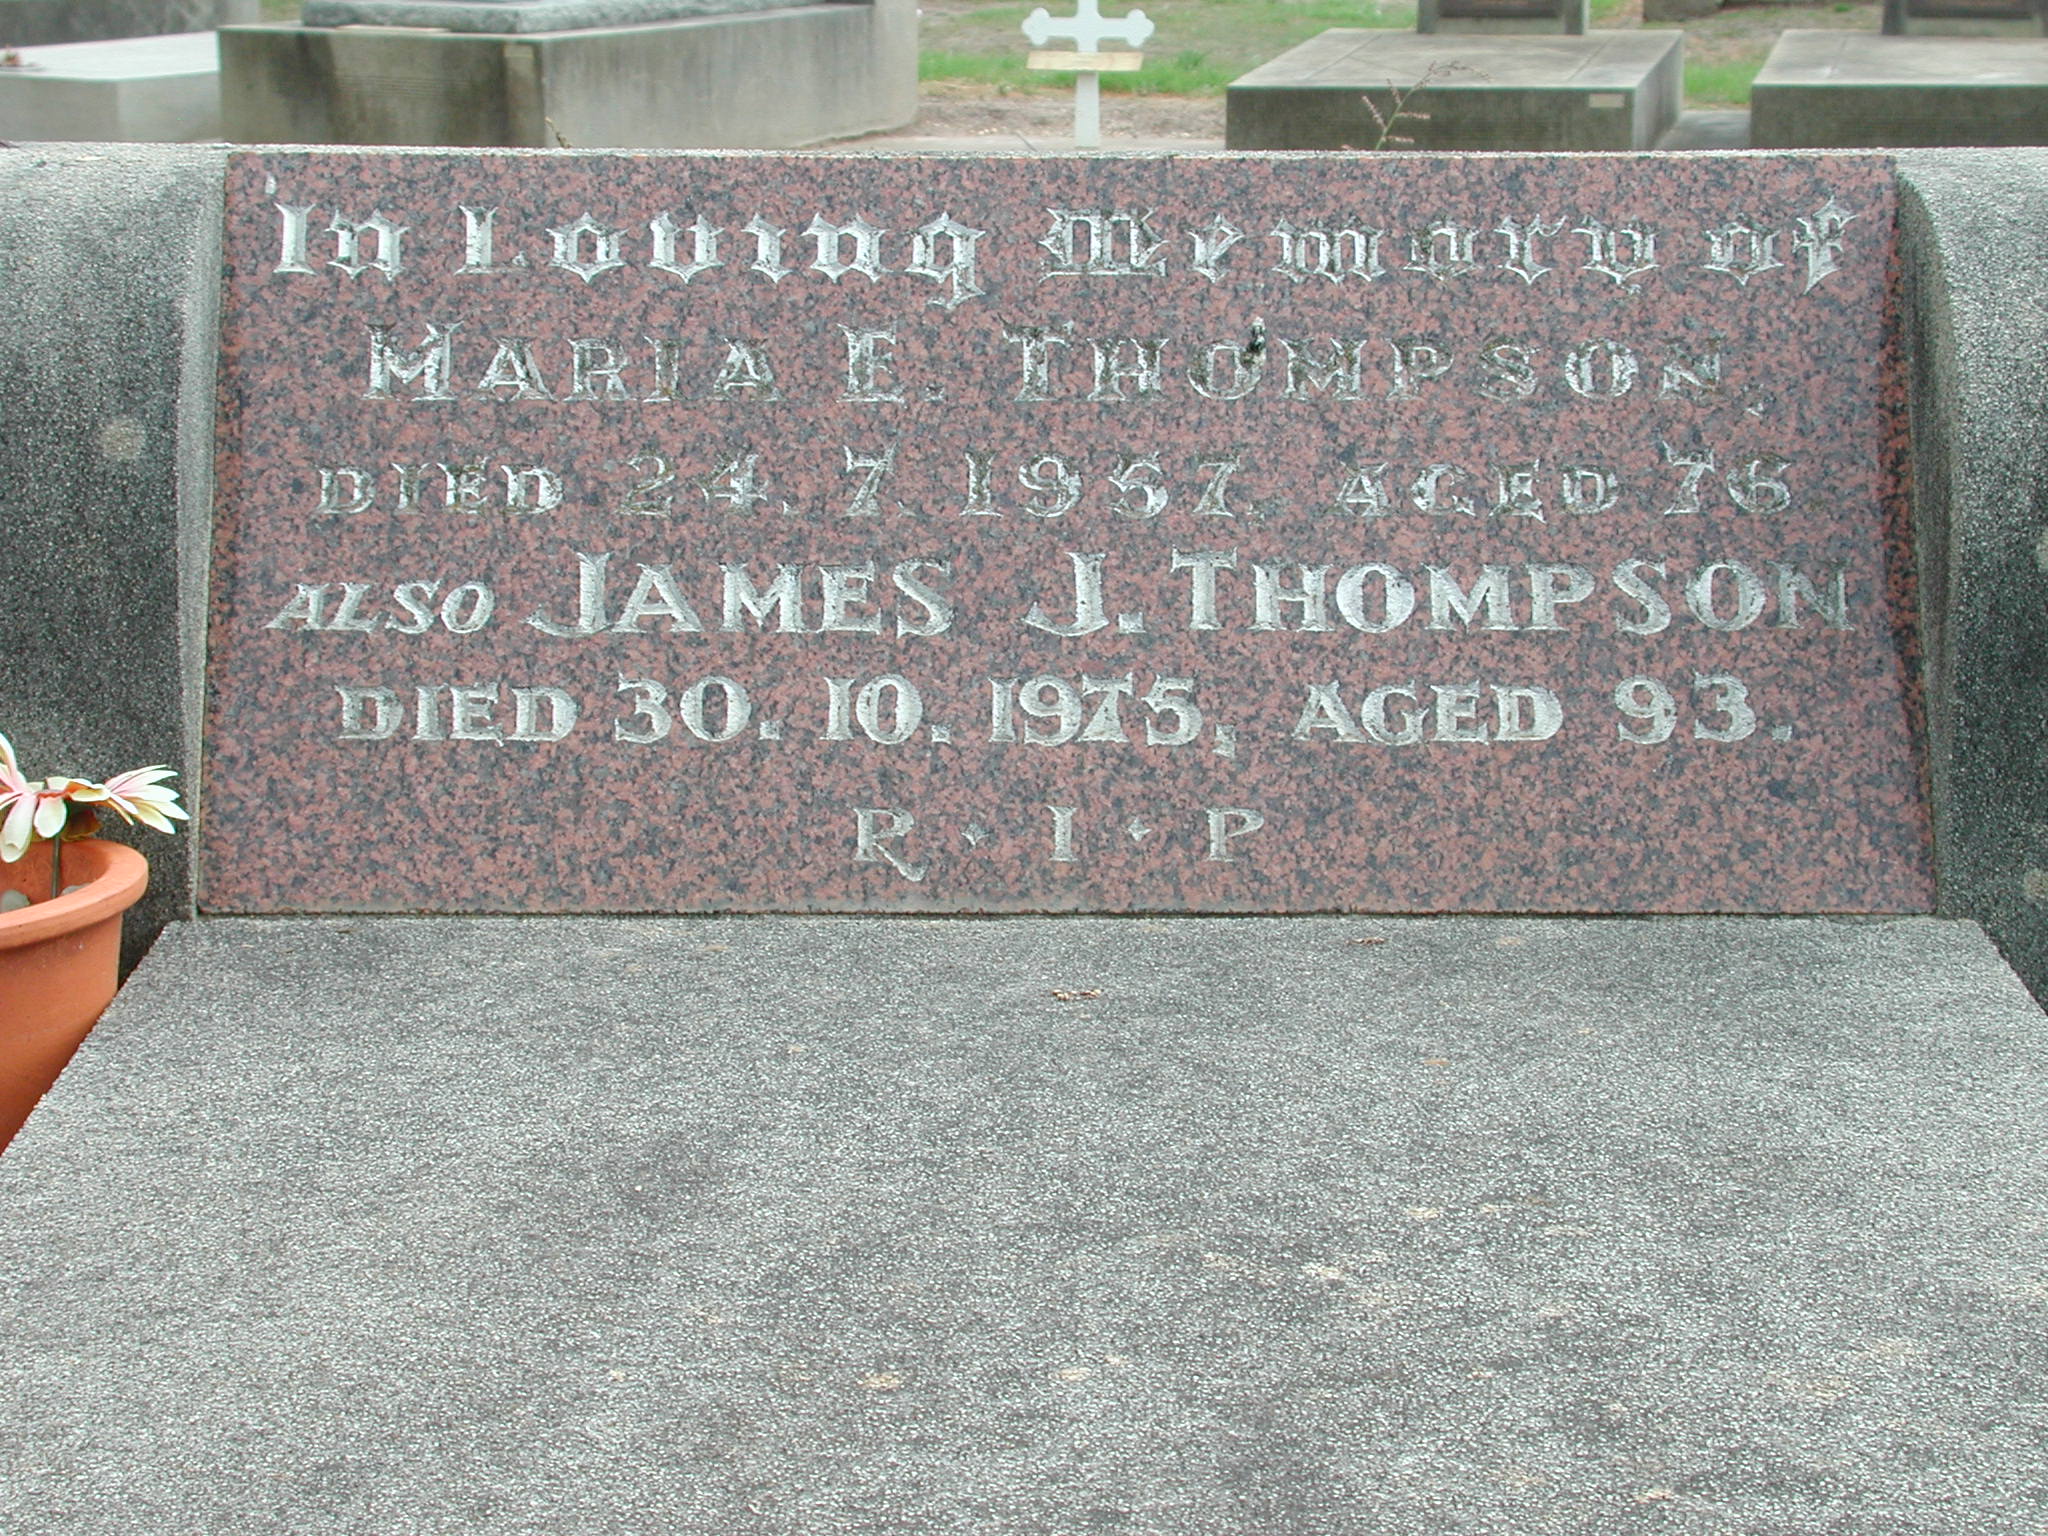 In Loving Memory of
MARIA E. THOMPSON.
DIED 24. 7. 1957. AGED 76
ALSO JAMES J. THOMPSON
DIED 30. 10. 1975, AGED 93.
R · I · P